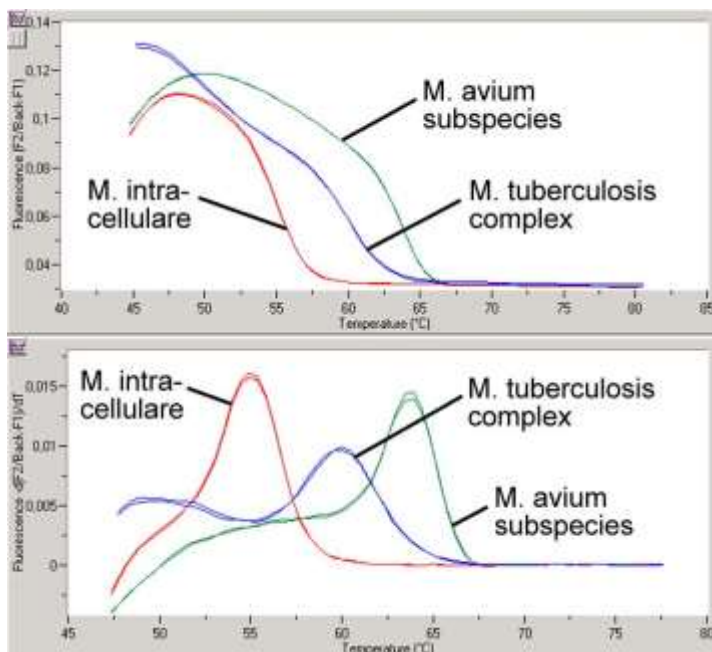 0,14
0,12
0,1
0,08
0,06
0,04
Fluorescence (F2/Back-F1)
M. avium
subspecies
M. intra-
cellulare
M. tuberculosis
complex
40 45 50 55 60 65 70 75 80 85
Temperature (°C)
0,015
0,01
0,005
0
Fluorescence -d(F2/Back-F1)/dT
M. intra-
cellulare
M. tuberculosis
complex
M. avium
subspecies
45 50 55 60 65 70 75 80
Temperature (°C)